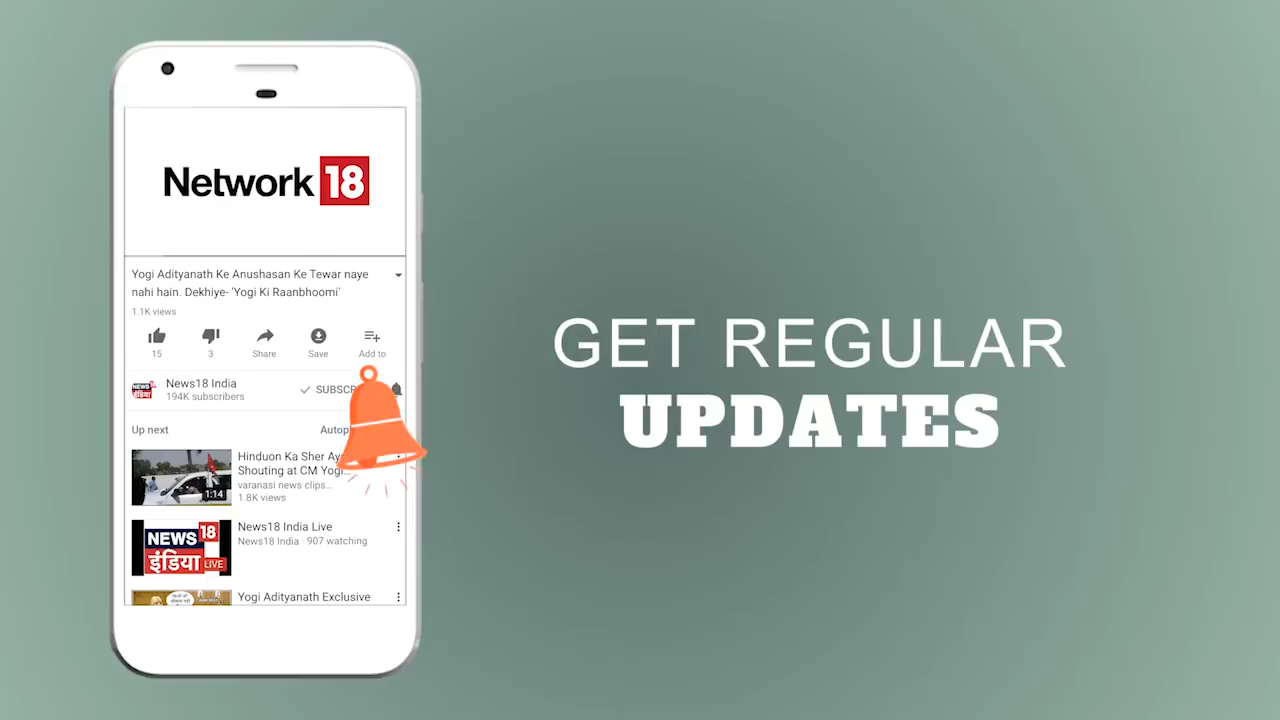 Network 18
Yogi Adityanath Ke Anushasan Ke Tewar naye
nahi hain. Dekhiye- 'Yogi Ki Raanbhoomi'
1.1K views
15
3
Share
Save
Add to
News18 India
194K subscribers
Up next
Hinduon Ka Sher
Shouting at CM Yogi...
varanasi news clips...
1.8K views
1:14
News18 India Live
News18 India · 907 watching
NEWS 18
इंडिया LIVE
Yogi Adityanath Exclusive
GET REGULAR
UPDATES